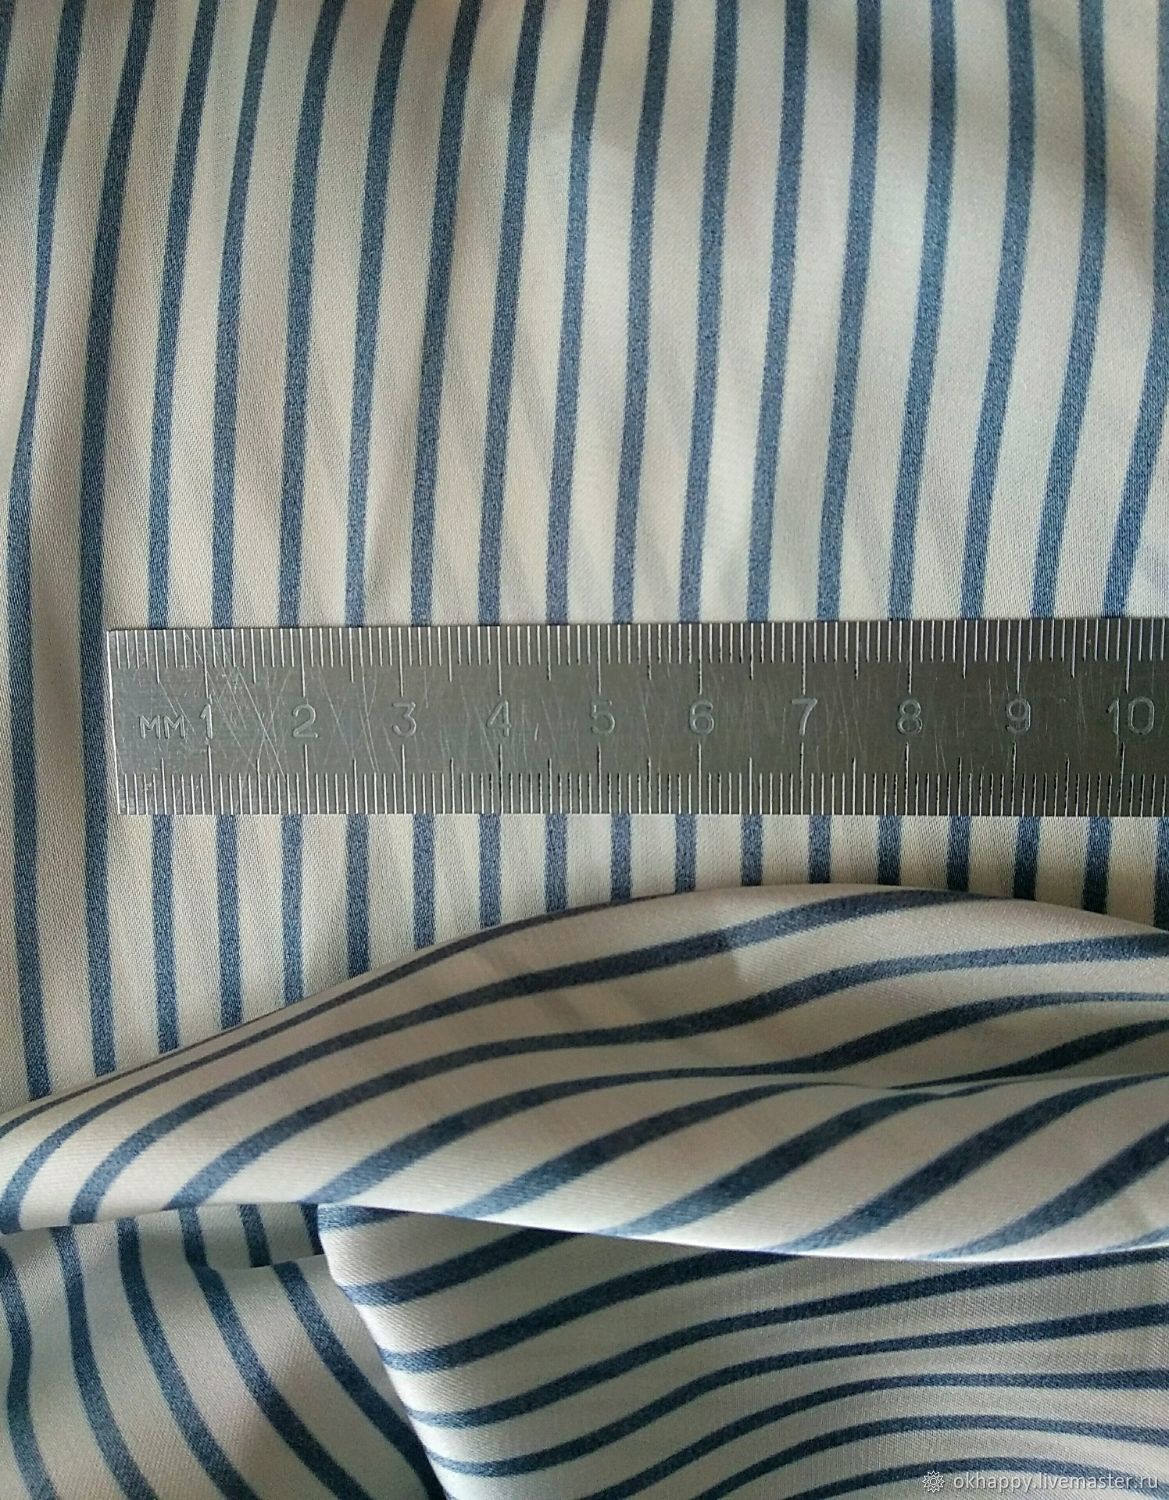 мм 1 2 3 4 5 6 7 8 9 10
okhappy.livemaster.ru